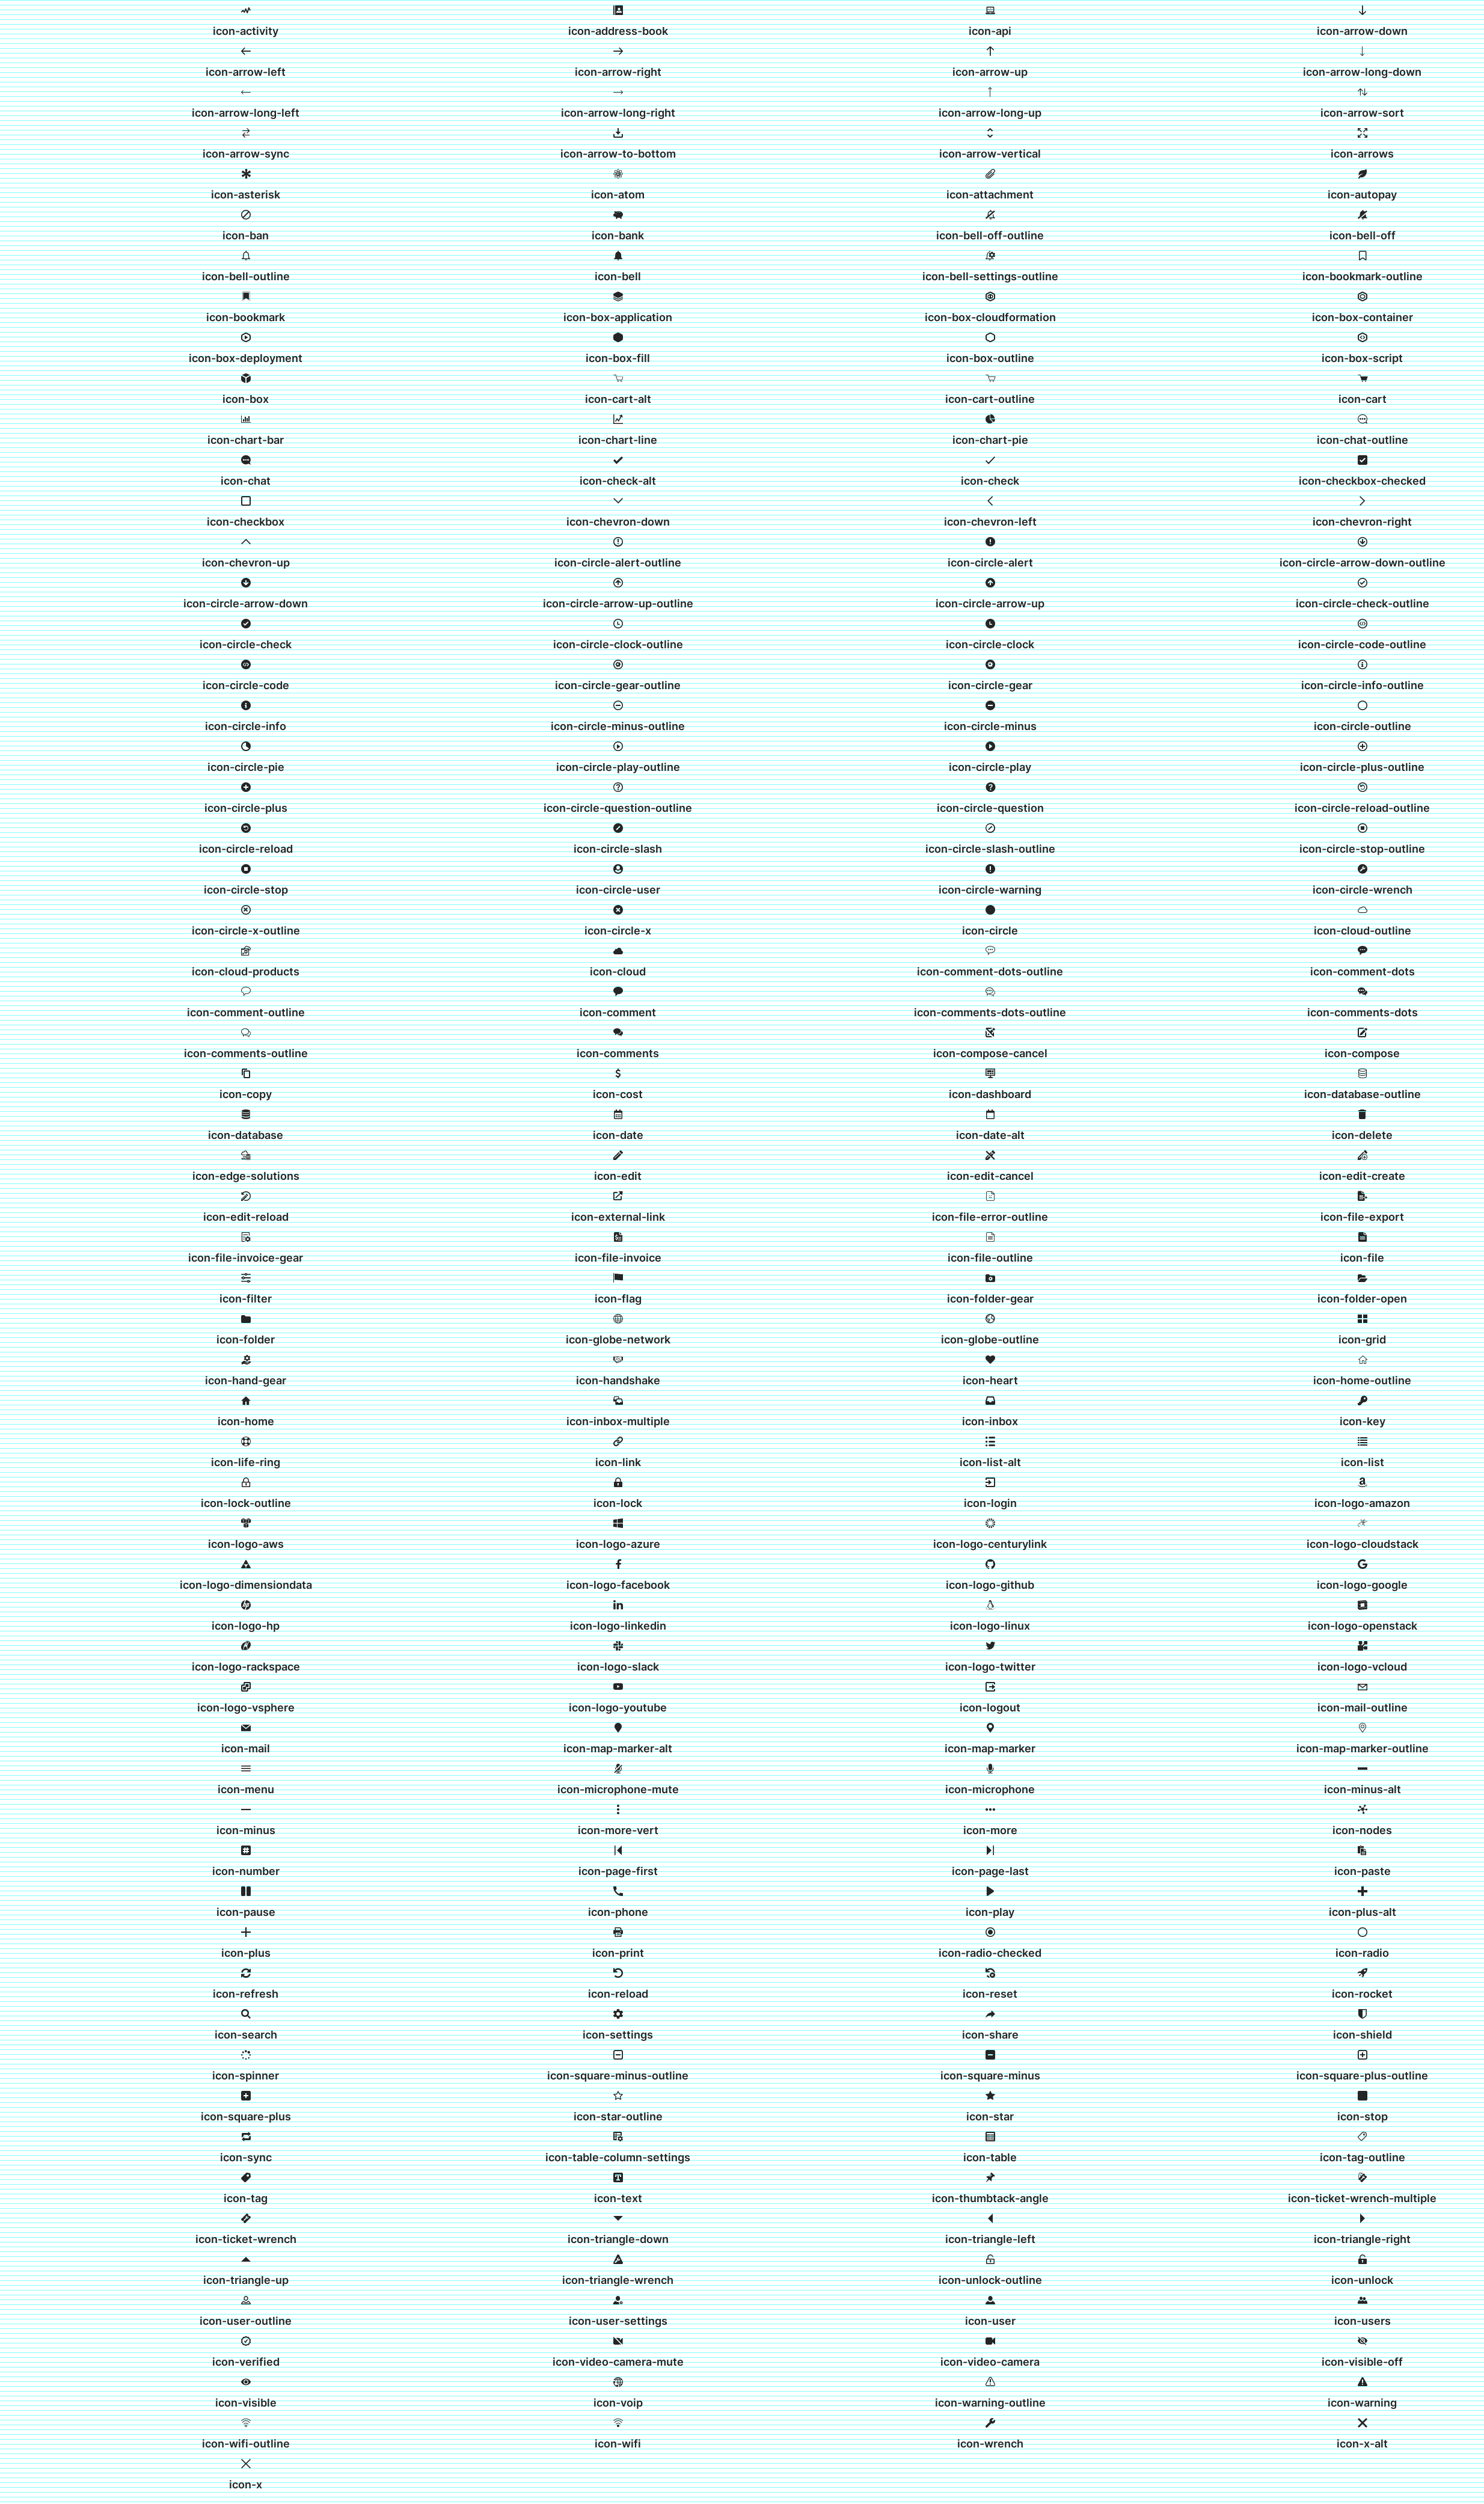 icon-activity icon-address-book icon-api icon-arrow-down
icon-arrow-left icon-arrow-right icon-arrow-up icon-arrow-long-down
icon-arrow-long-left icon-arrow-long-right icon-arrow-long-up icon-arrow-sort
icon-arrow-sync icon-arrow-to-bottom icon-arrow-vertical icon-arrows
icon-asterisk icon-atom icon-attachment icon-autopay
icon-ban icon-bank icon-bell-off-outline icon-bell-off
icon-bell-outline icon-bell icon-bell-settings-outline icon-bookmark-outline
icon-bookmark icon-box-application icon-box-cloudformation icon-box-container
icon-box-deployment icon-box-fill icon-box-outline icon-box-script
icon-box icon-cart-alt icon-cart-outline icon-cart
icon-chart-bar icon-chart-line icon-chart-pie icon-chat-outline
icon-chat icon-check-alt icon-check icon-checkbox-checked
icon-checkbox icon-chevron-down icon-chevron-left icon-chevron-right
icon-chevron-up icon-circle-alert-outline icon-circle-alert icon-circle-arrow-down-outline
icon-circle-arrow-down icon-circle-arrow-up-outline icon-circle-arrow-up icon-circle-check-outline
icon-circle-check icon-circle-clock-outline icon-circle-clock icon-circle-code-outline
icon-circle-code icon-circle-gear-outline icon-circle-gear icon-circle-info-outline
icon-circle-info icon-circle-minus-outline icon-circle-minus icon-circle-outline
icon-circle-pie icon-circle-play-outline icon-circle-play icon-circle-plus-outline
icon-circle-plus icon-circle-question-outline icon-circle-question icon-circle-reload-outline
icon-circle-reload icon-circle-slash icon-circle-slash-outline icon-circle-stop-outline
icon-circle-stop icon-circle-user icon-circle-warning icon-circle-wrench
icon-circle-x-outline icon-circle-x icon-circle icon-cloud-outline
icon-cloud-products icon-cloud icon-comment-dots-outline icon-comment-dots
icon-comment-outline icon-comment icon-comments-dots-outline icon-comments-dots
icon-comments-outline icon-comments icon-compose-cancel icon-compose
icon-copy icon-cost icon-dashboard icon-database-outline
icon-database icon-date icon-date-alt icon-delete
icon-edge-solutions icon-edit icon-edit-cancel icon-edit-create
icon-edit-reload icon-external-link icon-file-error-outline icon-file-export
icon-file-invoice-gear icon-file-invoice icon-file-outline icon-file
icon-filter icon-flag icon-folder-gear icon-folder-open
icon-folder icon-globe-network icon-globe-outline icon-grid
icon-hand-gear icon-handshake icon-heart icon-home-outline
icon-home icon-inbox-multiple icon-inbox icon-key
icon-life-ring icon-link icon-list-alt icon-list
icon-lock-outline icon-lock icon-login icon-logo-amazon
icon-logo-aws icon-logo-azure icon-logo-centurylink icon-logo-cloudstack
icon-logo-dimensiondata icon-logo-facebook icon-logo-github icon-logo-google
icon-logo-hp icon-logo-linkedin icon-logo-linux icon-logo-openstack
icon-logo-rackspace icon-logo-slack icon-logo-twitter icon-logo-vcloud
icon-logo-vsphere icon-logo-youtube icon-logout icon-mail-outline
icon-mail icon-map-marker-alt icon-map-marker icon-map-marker-outline
icon-menu icon-microphone-mute icon-microphone icon-minus-alt
icon-minus icon-more-vert icon-more icon-nodes
icon-number icon-page-first icon-page-last icon-paste
icon-pause icon-phone icon-play icon-plus-alt
icon-plus icon-print icon-radio-checked icon-radio
icon-refresh icon-reload icon-reset icon-rocket
icon-search icon-settings icon-share icon-shield
icon-spinner icon-square-minus-outline icon-square-minus icon-square-plus-outline
icon-square-plus icon-star-outline icon-star icon-stop
icon-sync icon-table-column-settings icon-table icon-tag-outline
icon-tag icon-text icon-thumbtack-angle icon-ticket-wrench-multiple
icon-ticket-wrench icon-triangle-down icon-triangle-left icon-triangle-right
icon-triangle-up icon-triangle-wrench icon-unlock-outline icon-unlock
icon-user-outline icon-user-settings icon-user icon-users
icon-verified icon-video-camera-mute icon-video-camera icon-visible-off
icon-visible icon-voip icon-warning-outline icon-warning
icon-wifi-outline icon-wifi icon-wrench icon-x-alt
icon-x